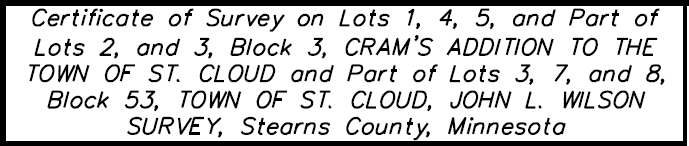 Certificate of Survey on Lots 1, 4, 5, and Part of
Lots 2, and 3, Block 3, CRAM'S ADDITION TO THE
TOWN OF ST. CLOUD and Part of Lots 3, 7, and 8,
Block 53, TOWN OF ST. CLOUD, JOHN L. WILSON
SURVEY, Stearns County, Minnesota